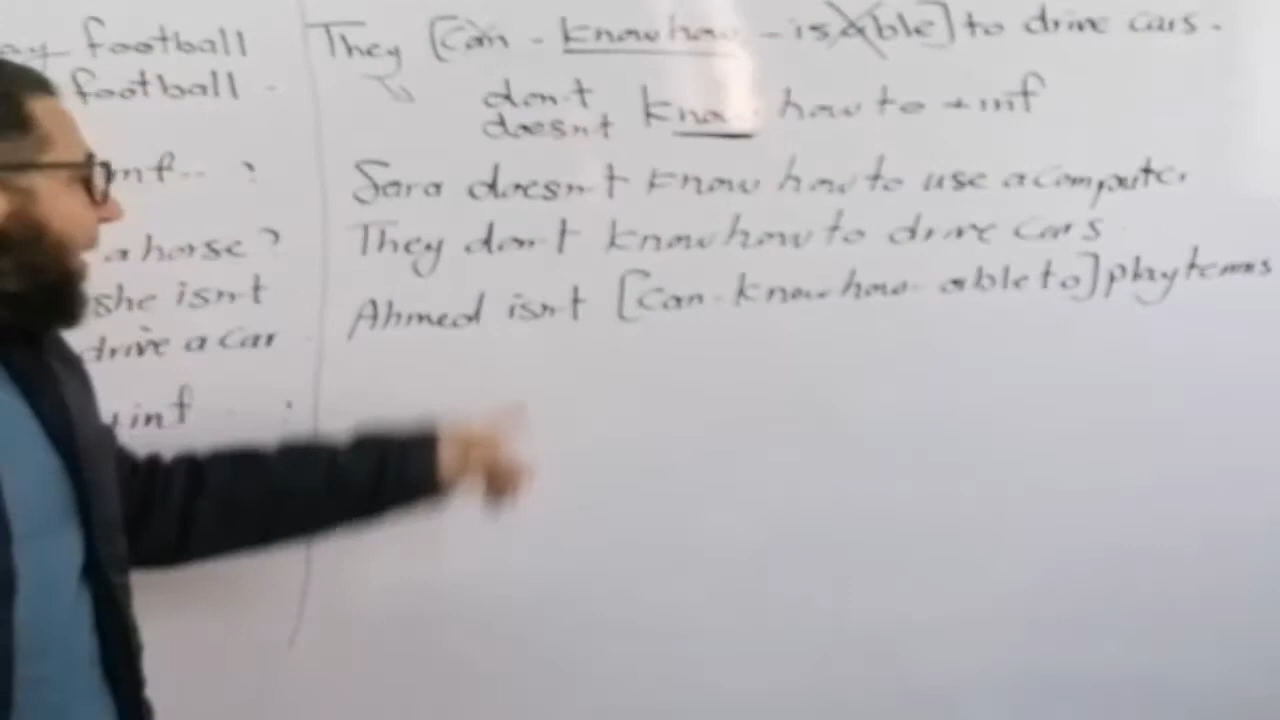 football
football
inf.. ?
a horse?
she isn't
drive a car
+inf
They [can - know how - is able] to drive cars.
don't
doesn't know how to + inf
Sara doesn't know how to use a computer
They don't know how to drive cars
Ahmed isn't [can - know how - able to] play tennis